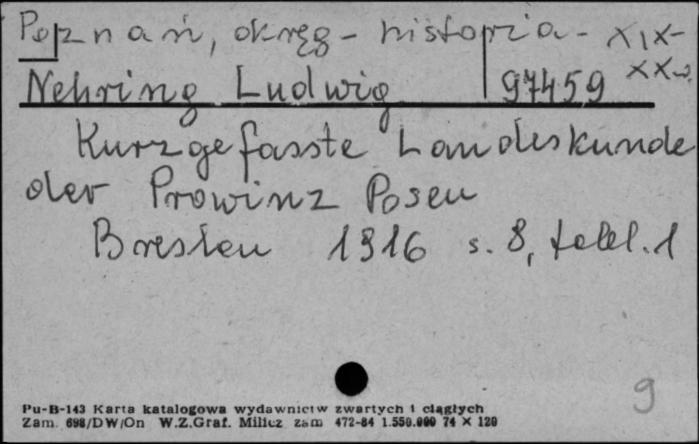 Poznań, okręg - historia - XIX-
XX w.
Nehring Ludwig 97459
Kurzgefasste Landeskunde
der Prowinz Posen
Breslau 1916 s. 8, tabl. 1
9
Pu-B-143 Karta katalogowa wydawnictw zwartych i ciągłych
Zam. 698/DW/On W.Z.Graf. Milicz zam 472-84 1.550.000 74 × 120